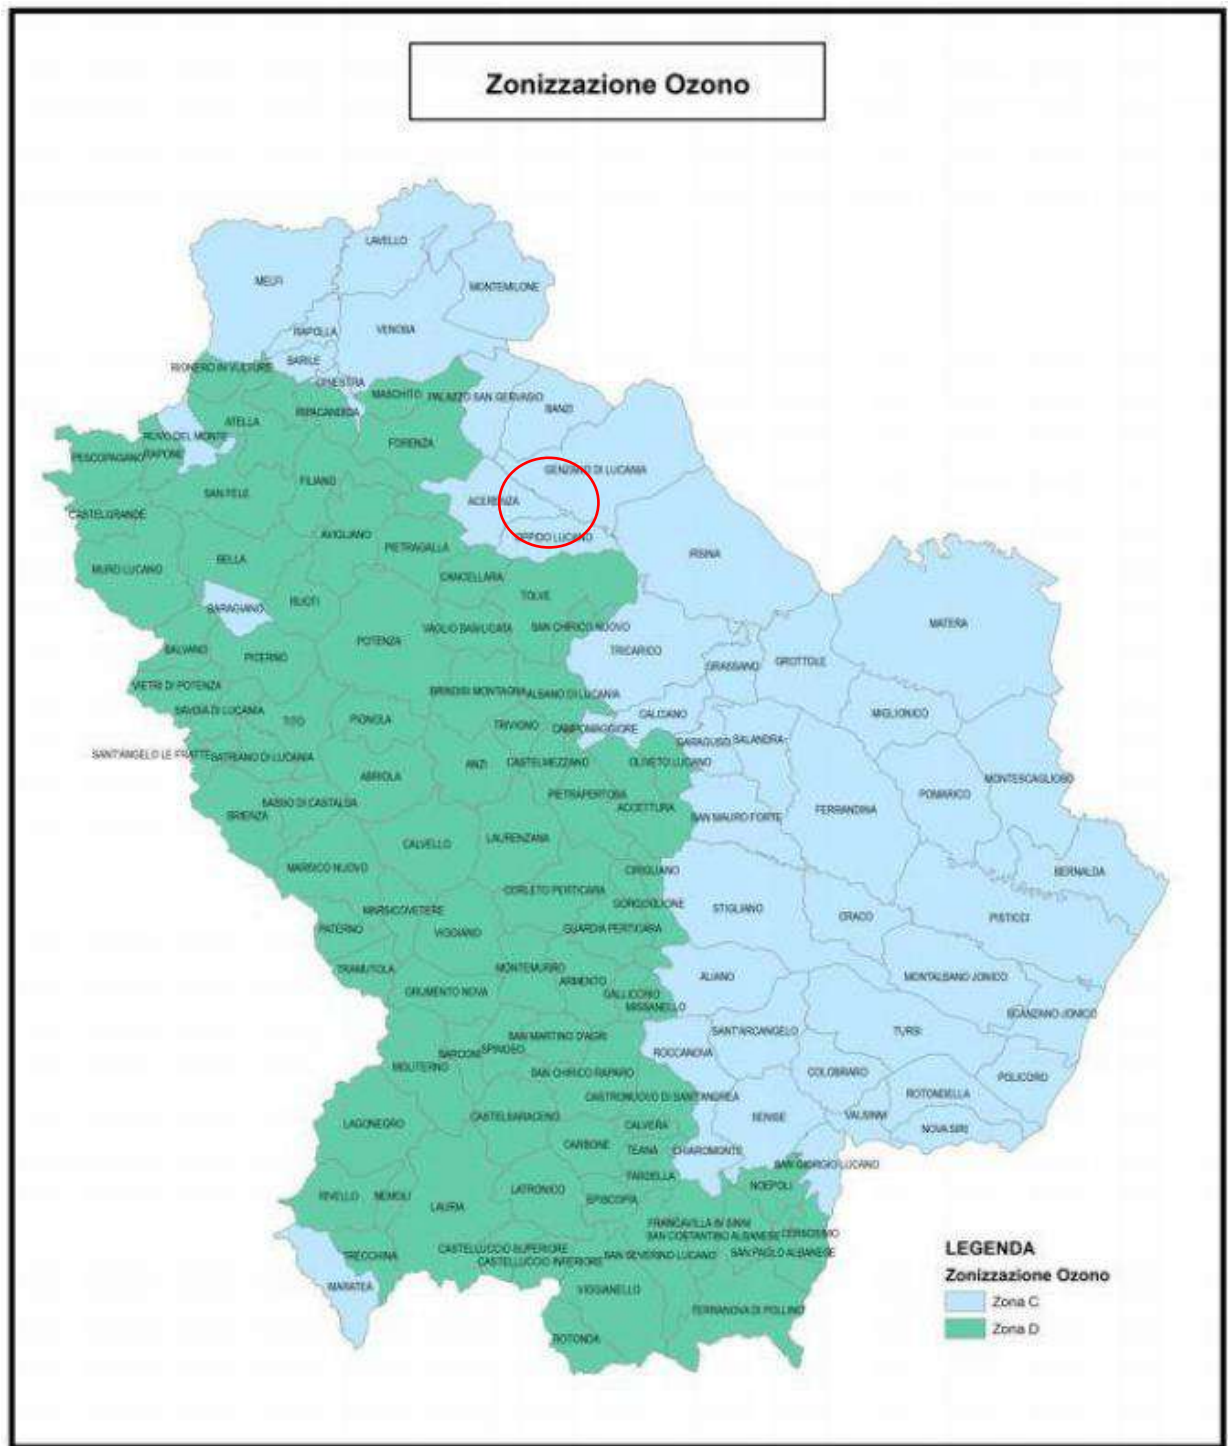 Zonizzazione Ozono
LAVELLO
MELFI
MONTEMILONE
RAPOLLA
VENOSA
BARILE
RIONERO IN VULTURE
GINESTRA
MASCHITO
PALAZZO SAN GERVASIO
RIPACANDIDA
BANZI
ATELLA
RUVO DEL MONTE
FORENZA
PESCOPAGANO
RAPONE
GENZANO DI LUCANIA
FILIANO
SAN FELE
ACERENZA
CASTELGRANDE
AVIGLIANO
OPPIDO LUCANO
PIETRAGALLA
IRSINA
BELLA
MURO LUCANO
CANCELLARA
TOLVE
RUOTI
BARAGIANO
MATERA
VAGLIO BASILICATA
SAN CHIRICO NUOVO
POTENZA
BALVANO
PICERNO
TRICARICO
GRASSANO
GROTTOLE
VIETRI DI POTENZA
BRINDISI MONTAGNA
ALBANO DI LUCANIA
SAVOIA DI LUCANIA
TITO
PIGNOLA
TRIVIGNO
CAMPOMAGGIORE
CALCIANO
MIGLIONICO
SANT'ANGELO LE FRATTE
SATRIANO DI LUCANIA
GARAGUSO
SALANDRA
ANZI
CASTELMEZZANO
OLIVETO LUCANO
ABRIOLA
MONTESCAGLIOSO
PIETRAPERTOSA
POMARICO
SASSO DI CASTALDA
ACCETTURA
FERRANDINA
BRIENZA
SAN MAURO FORTE
CALVELLO
LAURENZANA
MARSICO NUOVO
CIRIGLIANO
BERNALDA
CORLETO PERTICARA
GORGOGLIONE
STIGLIANO
MARSICOVETERE
CRACO
PISTICCI
PATERNO
VIGGIANO
GUARDIA PERTICARA
TRAMUTOLA
MONTEMURRO
ARMENTO
ALIANO
MONTALBANO JONICO
GRUMENTO NOVA
GALLICCHIO
MISSANELLO
SCANZANO JONICO
SAN MARTINO D'AGRI
SANT'ARCANGELO
TURSI
SARCONI
SPINOSO
ROCCANOVA
MOLITERNO
SAN CHIRICO RAPARO
COLOBRARO
POLICORO
CASTRONUOVO DI SANT'ANDREA
ROTONDELLA
CASTELSARACENO
SENISE
VALSINNI
LAGONEGRO
CALVERA
NOVA SIRI
CARBONE
TEANA
CHIAROMONTE
SAN GIORGIO LUCANO
FARDELLA
NOEPOLI
RIVELLO
NEMOLI
LATRONICO
EPISCOPIA
LAURIA
FRANCAVILLA IN SINNI
SAN COSTANTINO ALBANESE
CERSOSIMO
TRECCHINA
CASTELLUCCIO SUPERIORE
CASTELLUCCIO INFERIORE
SAN SEVERINO LUCANO
SAN PAOLO ALBANESE
MARATEA
VIGGIANELLO
TERRANOVA DI POLLINO
ROTONDA
LEGENDA
Zonizzazione Ozono
Zona C
Zona D